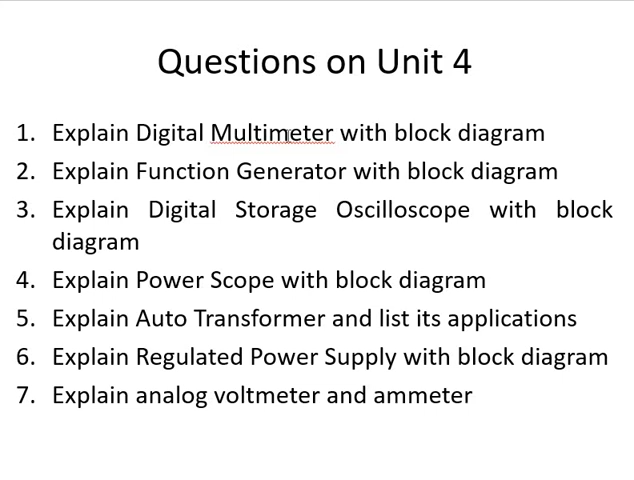 Questions on Unit 4
1. Explain Digital Multimeter with block diagram
2. Explain Function Generator with block diagram
3. Explain Digital Storage Oscilloscope with block
diagram
4. Explain Power Scope with block diagram
5. Explain Auto Transformer and list its applications
6. Explain Regulated Power Supply with block diagram
7. Explain analog voltmeter and ammeter